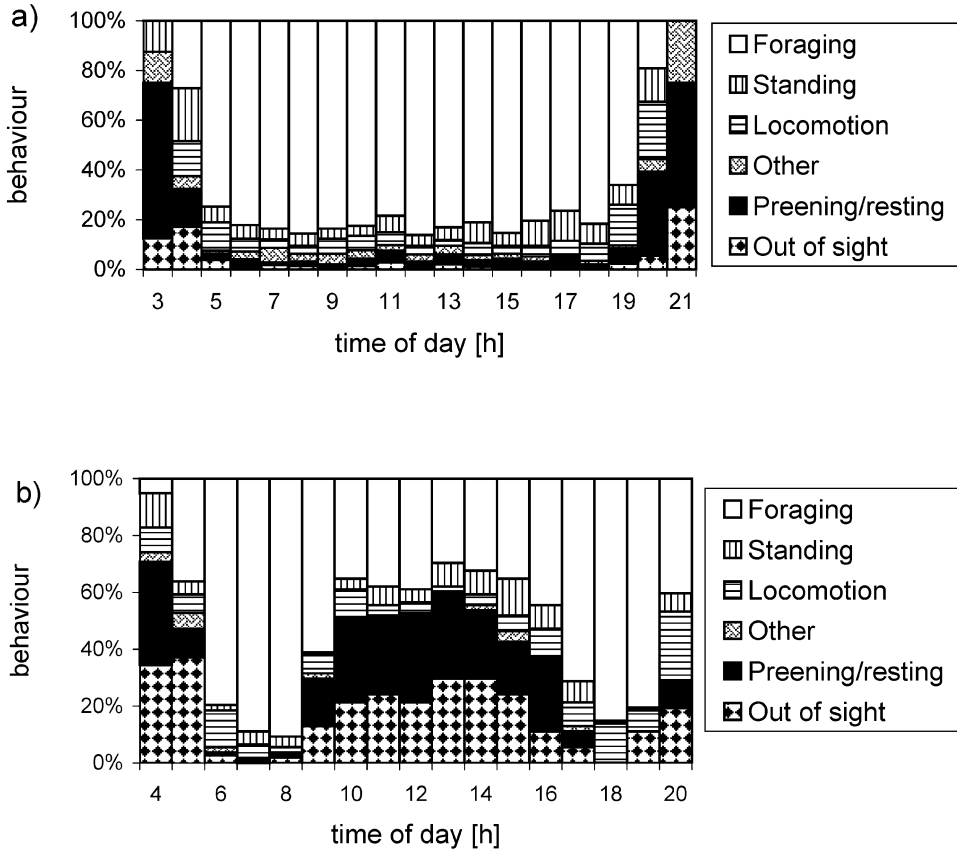 a)
100%
80%
60%
40%
20%
0%
behaviour
3 5 7 9 11 13 15 17 19 21
time of day [h]
Foraging
Standing
Locomotion
Other
Preening/resting
Out of sight
b)
100%
80%
60%
40%
20%
0%
behaviour
4 6 8 10 12 14 16 18 20
time of day [h]
Foraging
Standing
Locomotion
Other
Preening/resting
Out of sight